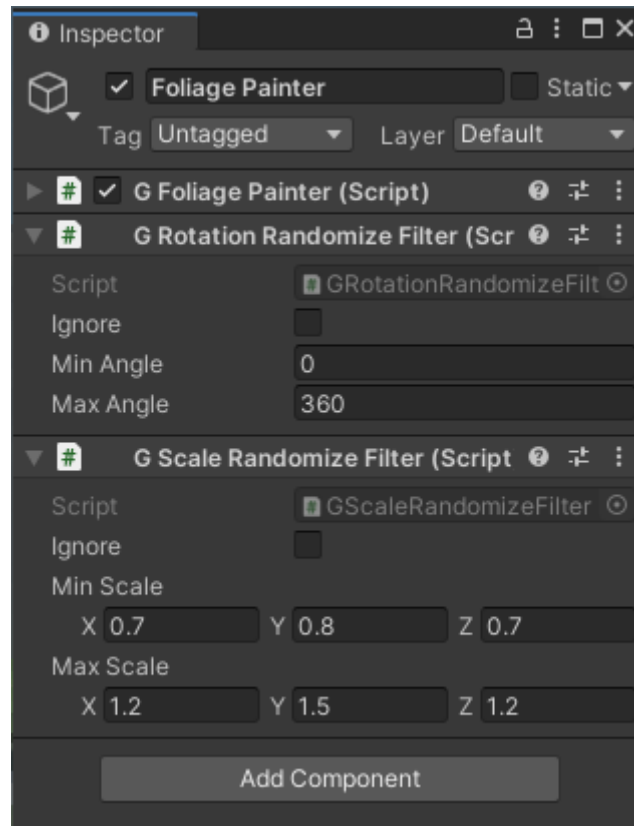 Inspector
Foliage Painter Static
Tag Untagged Layer Default
# G Foliage Painter (Script)
# G Rotation Randomize Filter (Scr
Script # GRotationRandomizeFilt
Ignore
Min Angle 0
Max Angle 360
# G Scale Randomize Filter (Script
Script # GScaleRandomizeFilter
Ignore
Min Scale
X 0.7 Y 0.8 Z 0.7
Max Scale
X 1.2 Y 1.5 Z 1.2
Add Component